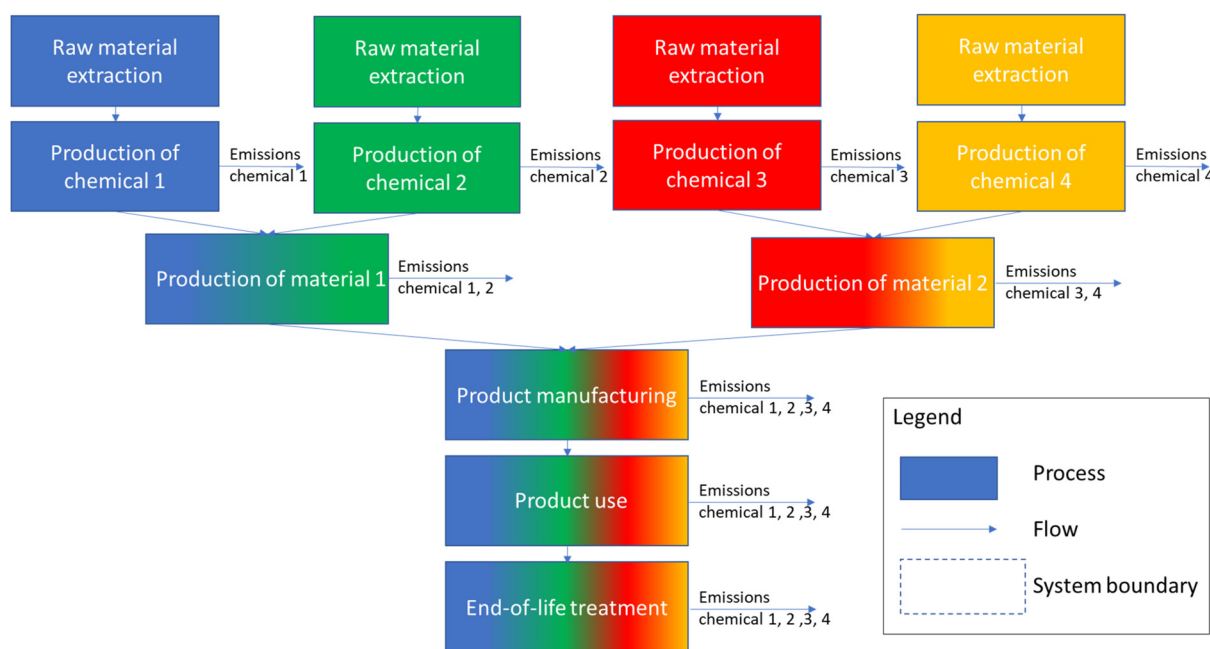 Raw material
extraction
Raw material
extraction
Raw material
extraction
Raw material
extraction
Production of
chemical 1
Emissions
chemical 1
Production of
chemical 2
Emissions
chemical 2
Production of
chemical 3
Emissions
chemical 3
Production of
chemical 4
Emissions
chemical 4
Production of material 1
Emissions
chemical 1, 2
Production of material 2
Emissions
chemical 3, 4
Product manufacturing
Emissions
chemical 1, 2 ,3, 4
Product use
Emissions
chemical 1, 2 ,3, 4
End-of-life treatment
Emissions
chemical 1, 2 ,3, 4
Legend
Process
Flow
System boundary